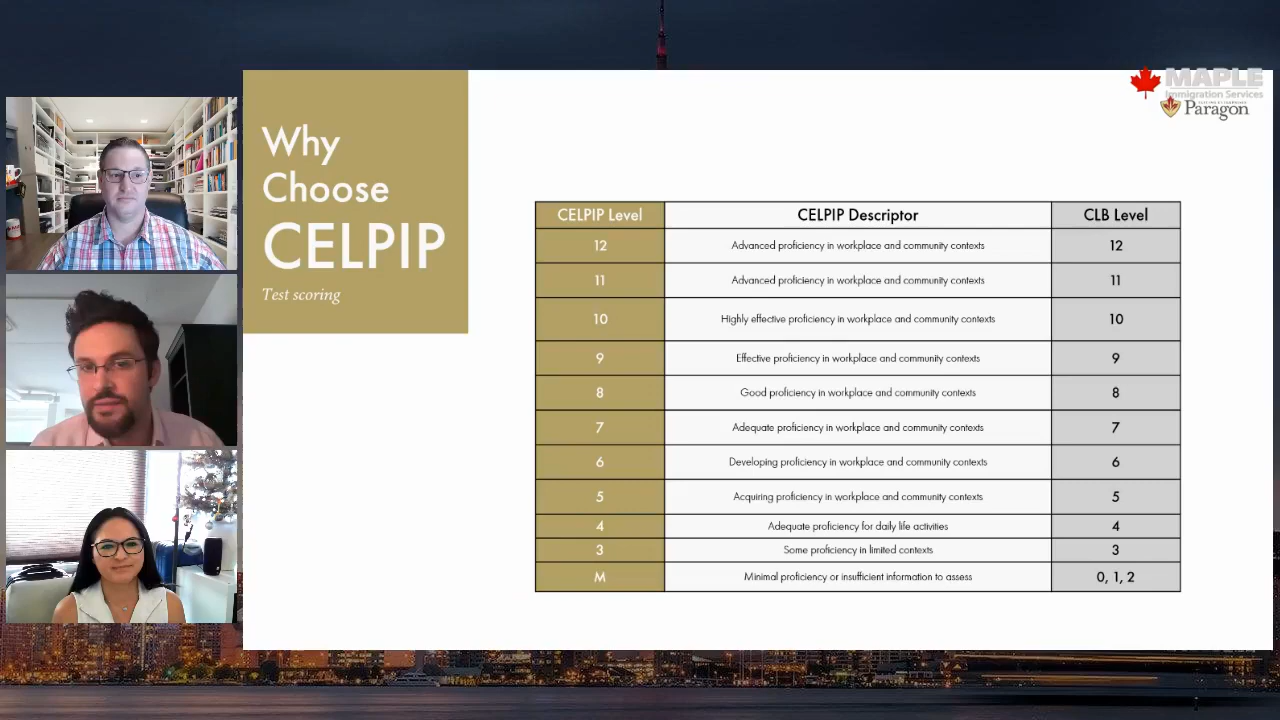 MAPLE
Immigration Services
Paragon
Why
Choose
CELPIP
Test scoring
CELPIP Level CELPIP Descriptor CLB Level
12 Advanced proficiency in workplace and community contexts 12
11 Advanced proficiency in workplace and community contexts 11
10 Highly effective proficiency in workplace and community contexts 10
9 Effective proficiency in workplace and community contexts 9
8 Good proficiency in workplace and community contexts 8
7 Adequate proficiency in workplace and community contexts 7
6 Developing proficiency in workplace and community contexts 6
5 Acquiring proficiency in workplace and community contexts 5
4 Adequate proficiency for daily life activities 4
3 Some proficiency in limited contexts 3
M Minimal proficiency or insufficient information to assess 0, 1, 2